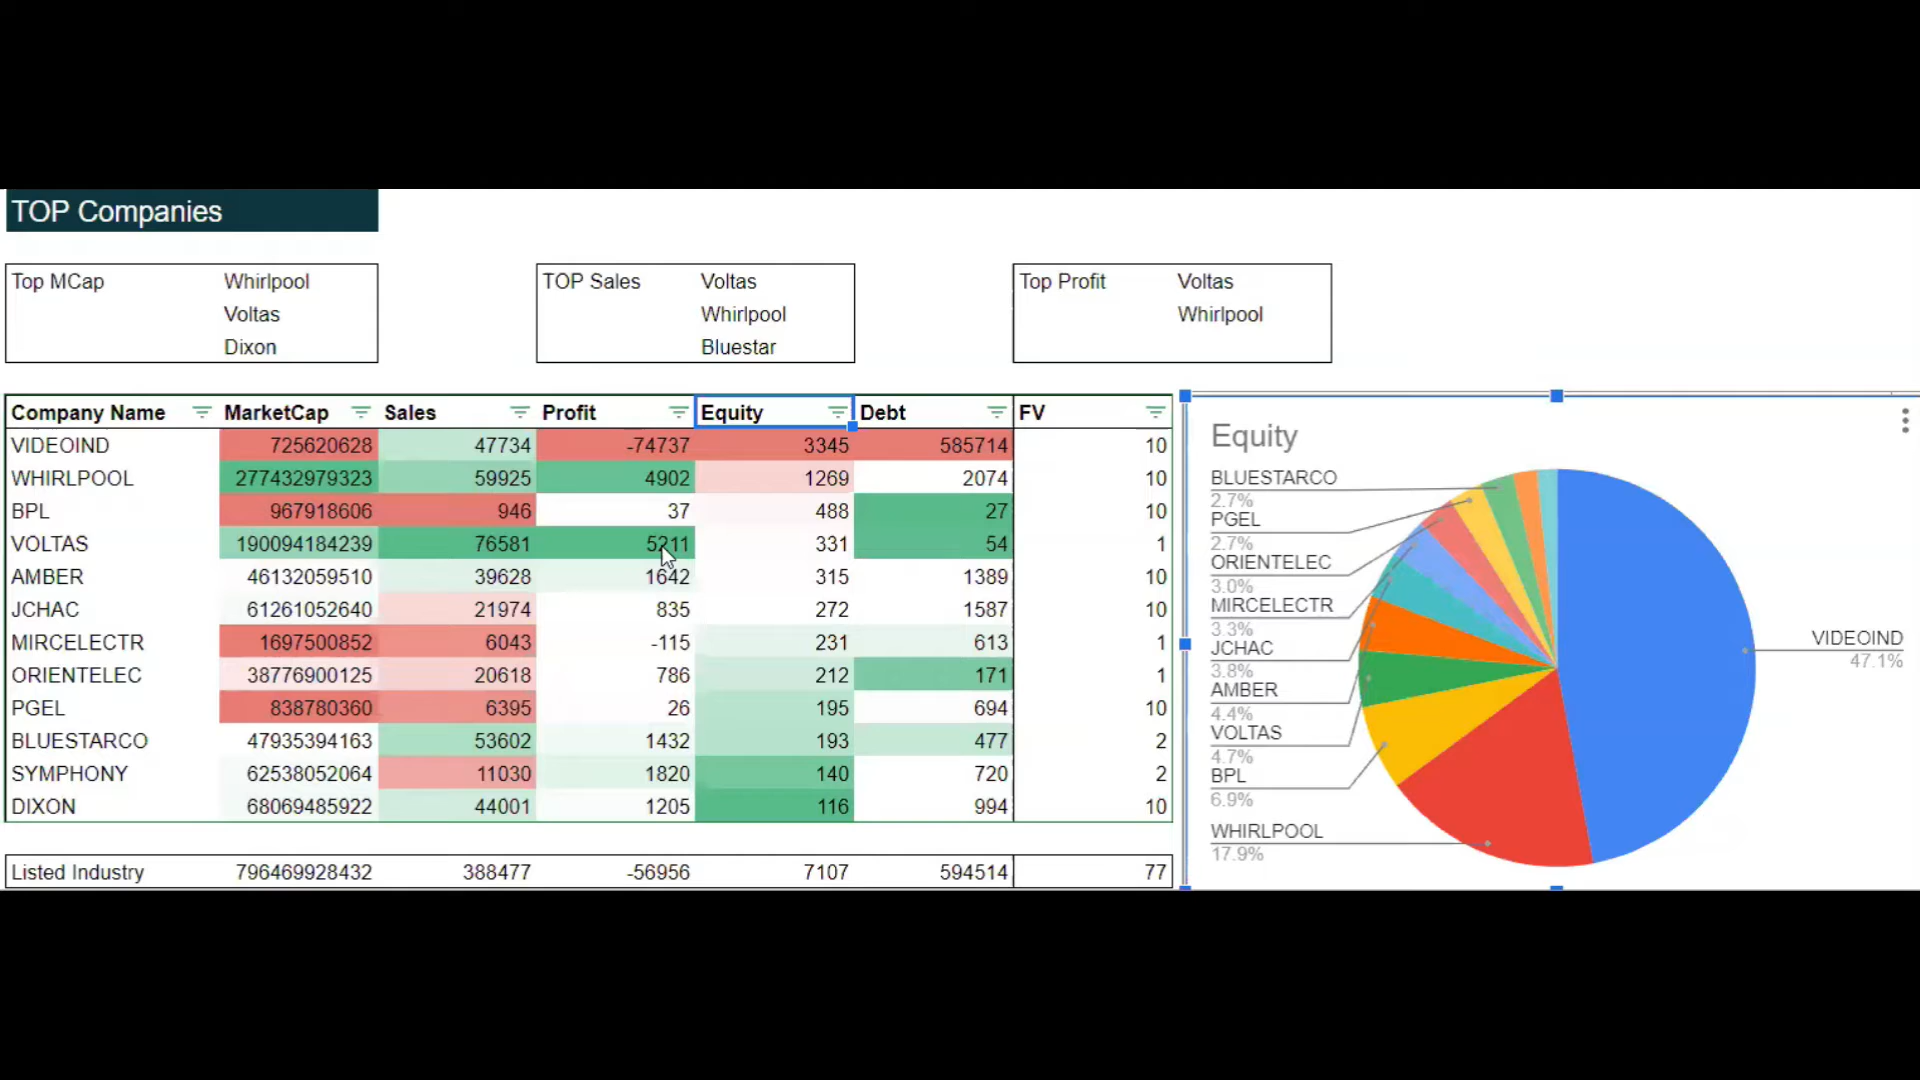 TOP Companies
Top MCap Whirlpool
Voltas
Dixon
TOP Sales Voltas
Whirlpool
Bluestar
Top Profit Voltas
Whirlpool
Company Name MarketCap Sales Profit Equity Debt FV
VIDEOIND 725620628 47734 -74737 3345 585714 10
WHIRLPOOL 277432979323 59925 4902 1269 2074 10
BPL 967918606 946 37 488 27 10
VOLTAS 190094184239 76581 5211 331 54 1
AMBER 46132059510 39628 1642 315 1389 10
JCHAC 61261052640 21974 835 272 1587 10
MIRCELECTR 1697500852 6043 -115 231 613 1
ORIENTELEC 38776900125 20618 786 212 171 1
PGEL 838780360 6395 26 195 694 10
BLUESTARCO 47935394163 53602 1432 193 477 2
SYMPHONY 62538052064 11030 1820 140 720 2
DIXON 68069485922 44001 1205 116 994 10
Listed Industry 796469928432 388477 -56956 7107 594514 77
Equity
BLUESTARCO
2.7%
PGEL
2.7%
ORIENTELEC
3.0%
MIRCELECTR
3.3%
JCHAC
3.8%
AMBER
4.4%
VOLTAS
4.7%
BPL
6.9%
WHIRLPOOL
17.9%
VIDEOIND
47.1%